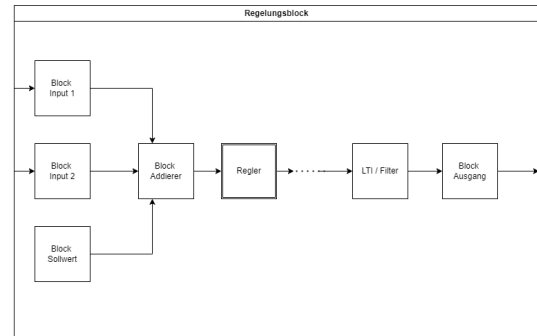 Regelungsblock
Block
Input 1
Block
Input 2
Block
Addierer
Regler
LTI / Filter
Block
Ausgang
Block
Sollwert